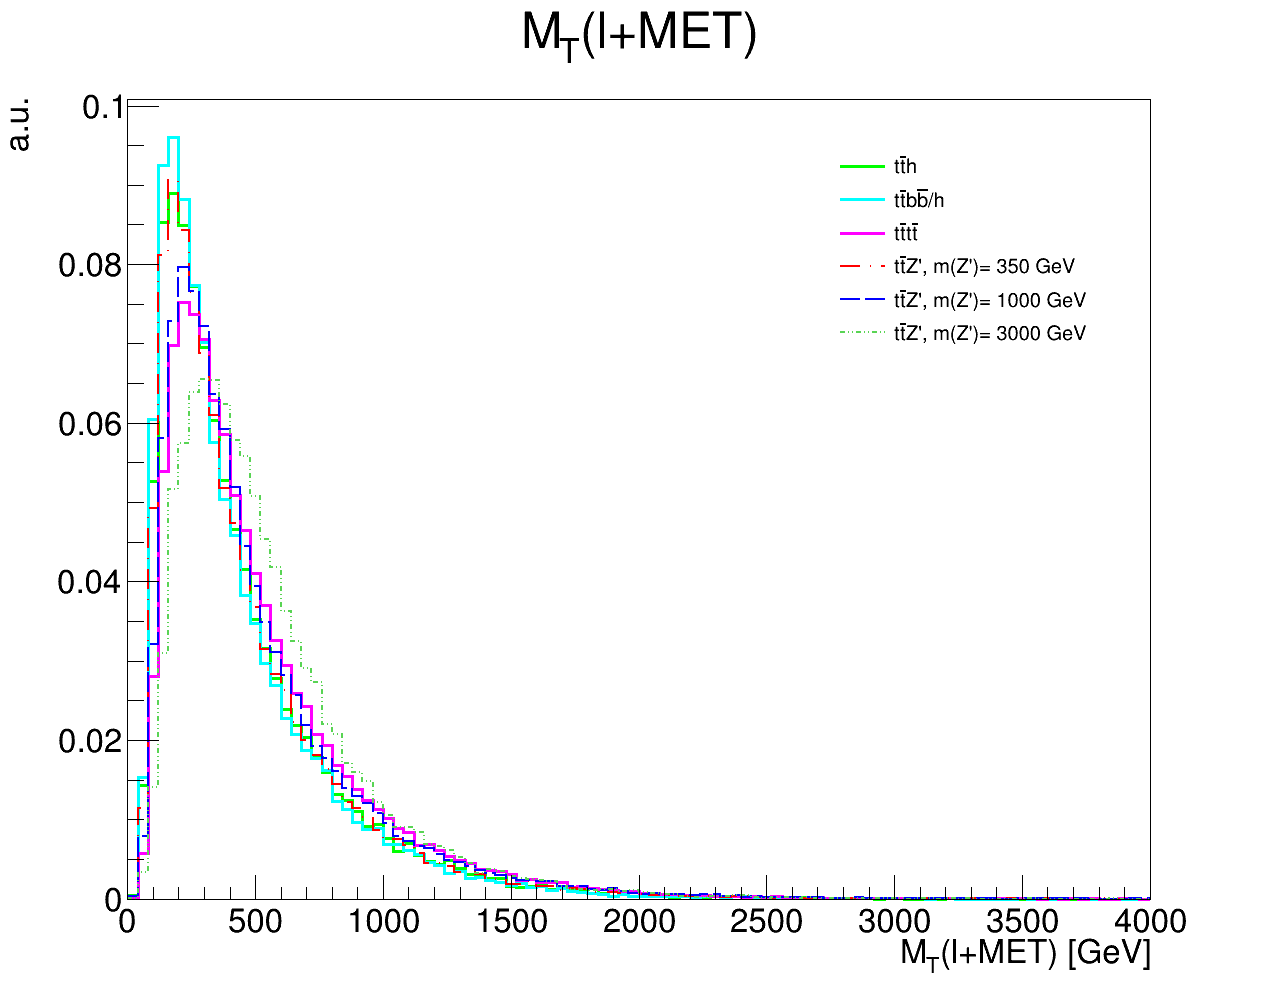 M_T(l+MET)
a.u.
0.1
0.08
0.06
0.04
0.02
0
tt̄h
tt̄bb̄/h
tt̄tt̄
tt̄Z', m(Z')= 350 GeV
tt̄Z', m(Z')= 1000 GeV
tt̄Z', m(Z')= 3000 GeV
0 500 1000 1500 2000 2500 3000 3500 4000
M_T(l+MET) [GeV]